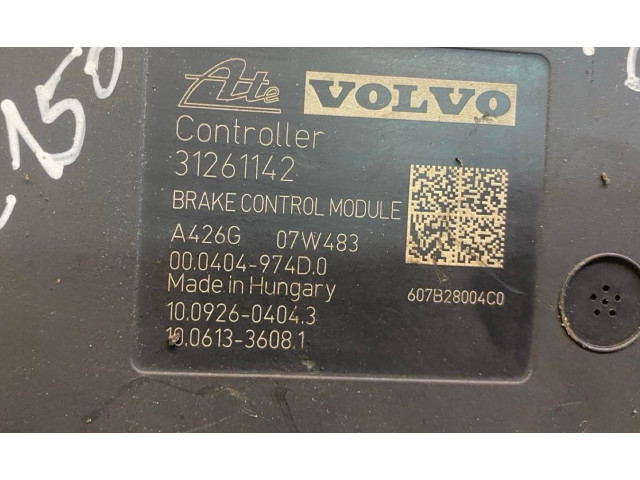 150
Ate VOLVO
Controller
31261142
BRAKE CONTROL MODULE
A426G 07W483
00.0404-974D.0
Made in Hungary
607B28004C0
10.0926-0404.3
10.0613-3608.1